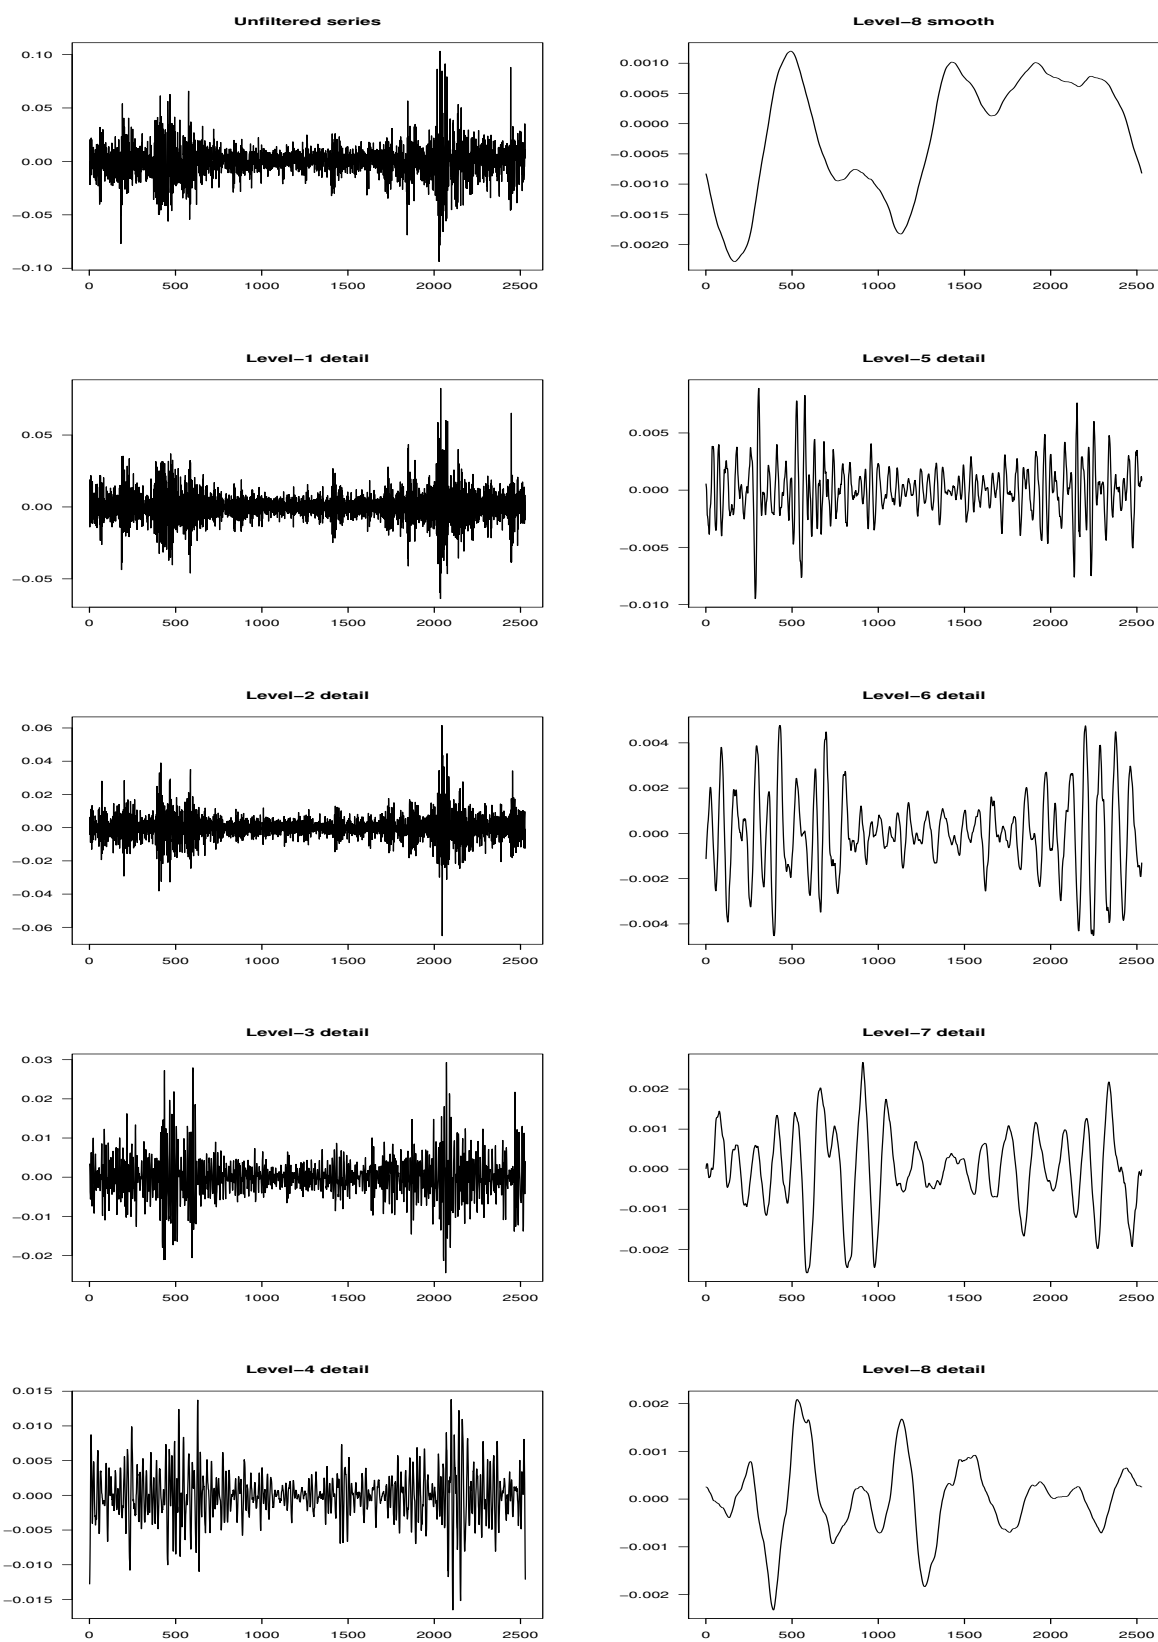 Unfiltered series
0.10
0.05
0.00
−0.05
−0.10
0 500 1000 1500 2000 2500
Level−8 smooth
0.0010
0.0005
0.0000
−0.0005
−0.0010
−0.0015
−0.0020
0 500 1000 1500 2000 2500
Level−1 detail
0.05
0.00
−0.05
0 500 1000 1500 2000 2500
Level−5 detail
0.005
0.000
−0.005
−0.010
0 500 1000 1500 2000 2500
Level−2 detail
0.06
0.04
0.02
0.00
−0.02
−0.04
−0.06
0 500 1000 1500 2000 2500
Level−6 detail
0.004
0.002
0.000
−0.002
−0.004
0 500 1000 1500 2000 2500
Level−3 detail
0.03
0.02
0.01
0.00
−0.01
−0.02
0 500 1000 1500 2000 2500
Level−7 detail
0.002
0.001
0.000
−0.001
−0.002
0 500 1000 1500 2000 2500
Level−4 detail
0.015
0.010
0.005
0.000
−0.005
−0.010
−0.015
0 500 1000 1500 2000 2500
Level−8 detail
0.002
0.001
0.000
−0.001
−0.002
0 500 1000 1500 2000 2500